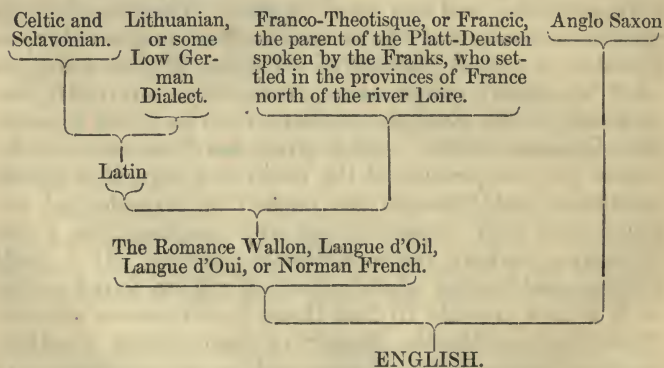 Celtic and
Sclavonian.
Lithuanian,
or some
Low Ger-
man
Dialect.
Franco-Theotisque, or Francic,
the parent of the Platt-Deutsch
spoken by the Franks, who set-
tled in the provinces of France
north of the river Loire.
Anglo Saxon
Latin
The Romance Wallon, Langue d'Oil,
Langue d'Oui, or Norman French.
ENGLISH.